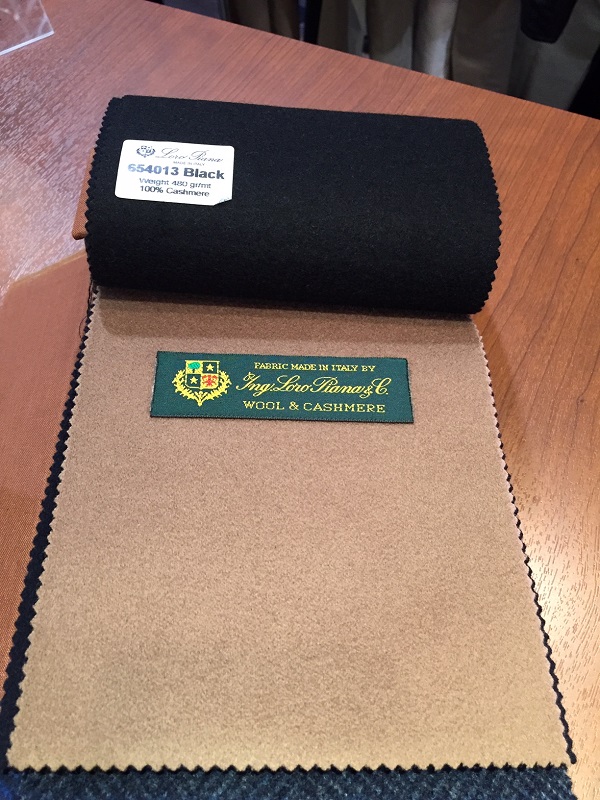 Loro Piana
MADE IN ITALY
654013 Black
Weight 480 gr/mt
100% Cashmere
FABRIC MADE IN ITALY BY
Ing. Loro Piana & C.
WOOL & CASHMERE